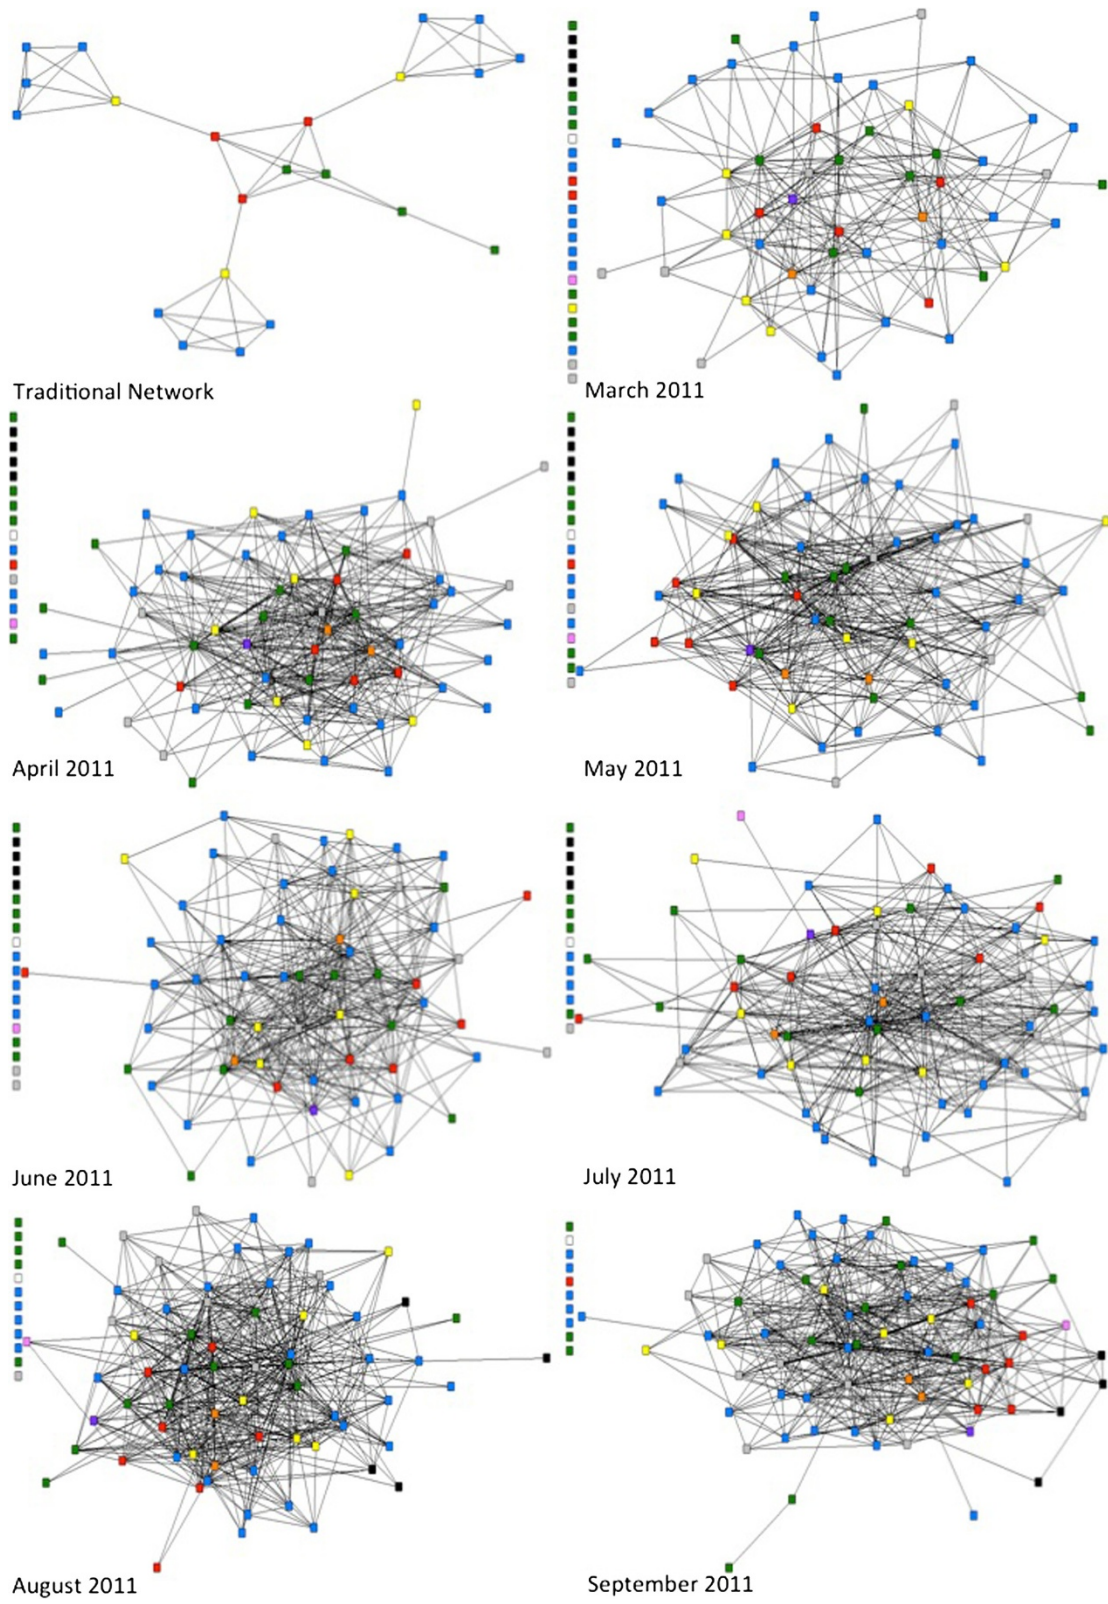 Traditional Network
March 2011
April 2011
May 2011
June 2011
July 2011
August 2011
September 2011